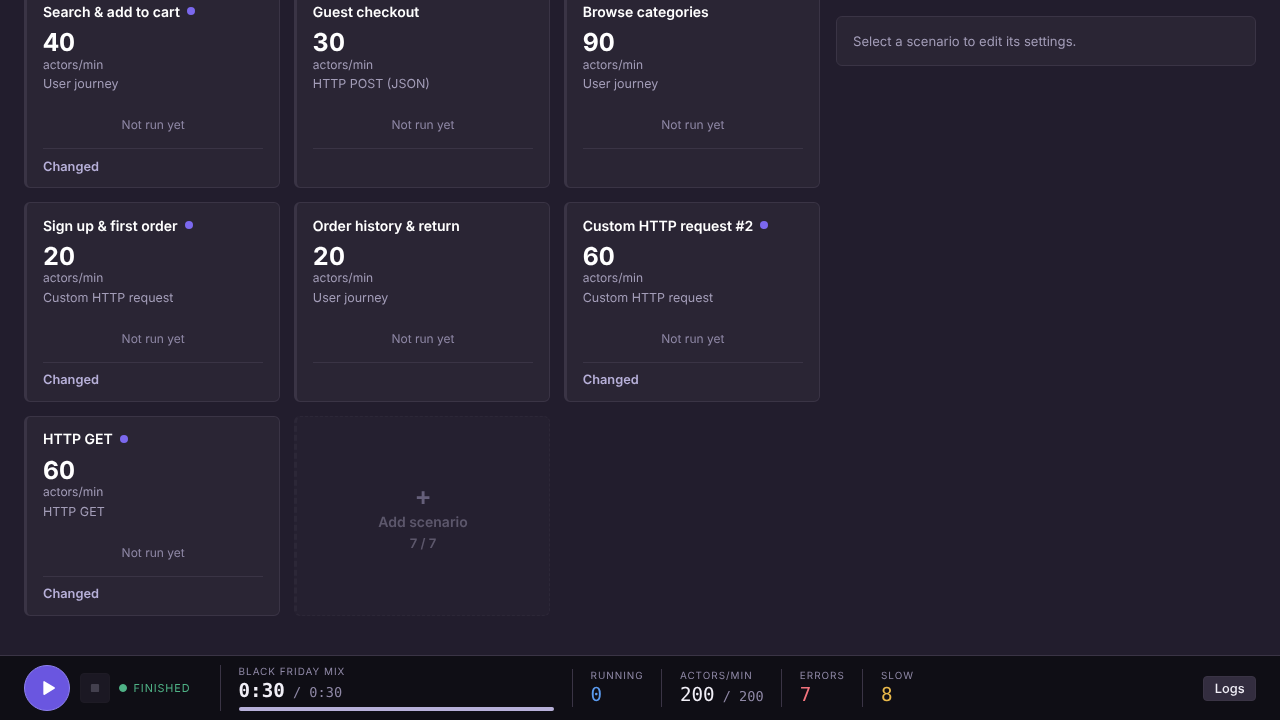 Search & add to cart
40
actors/min
User journey
Not run yet
Changed
Guest checkout
30
actors/min
HTTP POST (JSON)
Not run yet
Browse categories
90
actors/min
User journey
Not run yet
Select a scenario to edit its settings.
Sign up & first order
20
actors/min
Custom HTTP request
Not run yet
Changed
Order history & return
20
actors/min
User journey
Not run yet
Custom HTTP request #2
60
actors/min
Custom HTTP request
Not run yet
Changed
HTTP GET
60
actors/min
HTTP GET
Not run yet
Changed
+
Add scenario
7 / 7
FINISHED
BLACK FRIDAY MIX
0:30 / 0:30
RUNNING
0
ACTORS/MIN
200 / 200
ERRORS
7
SLOW
8
Logs